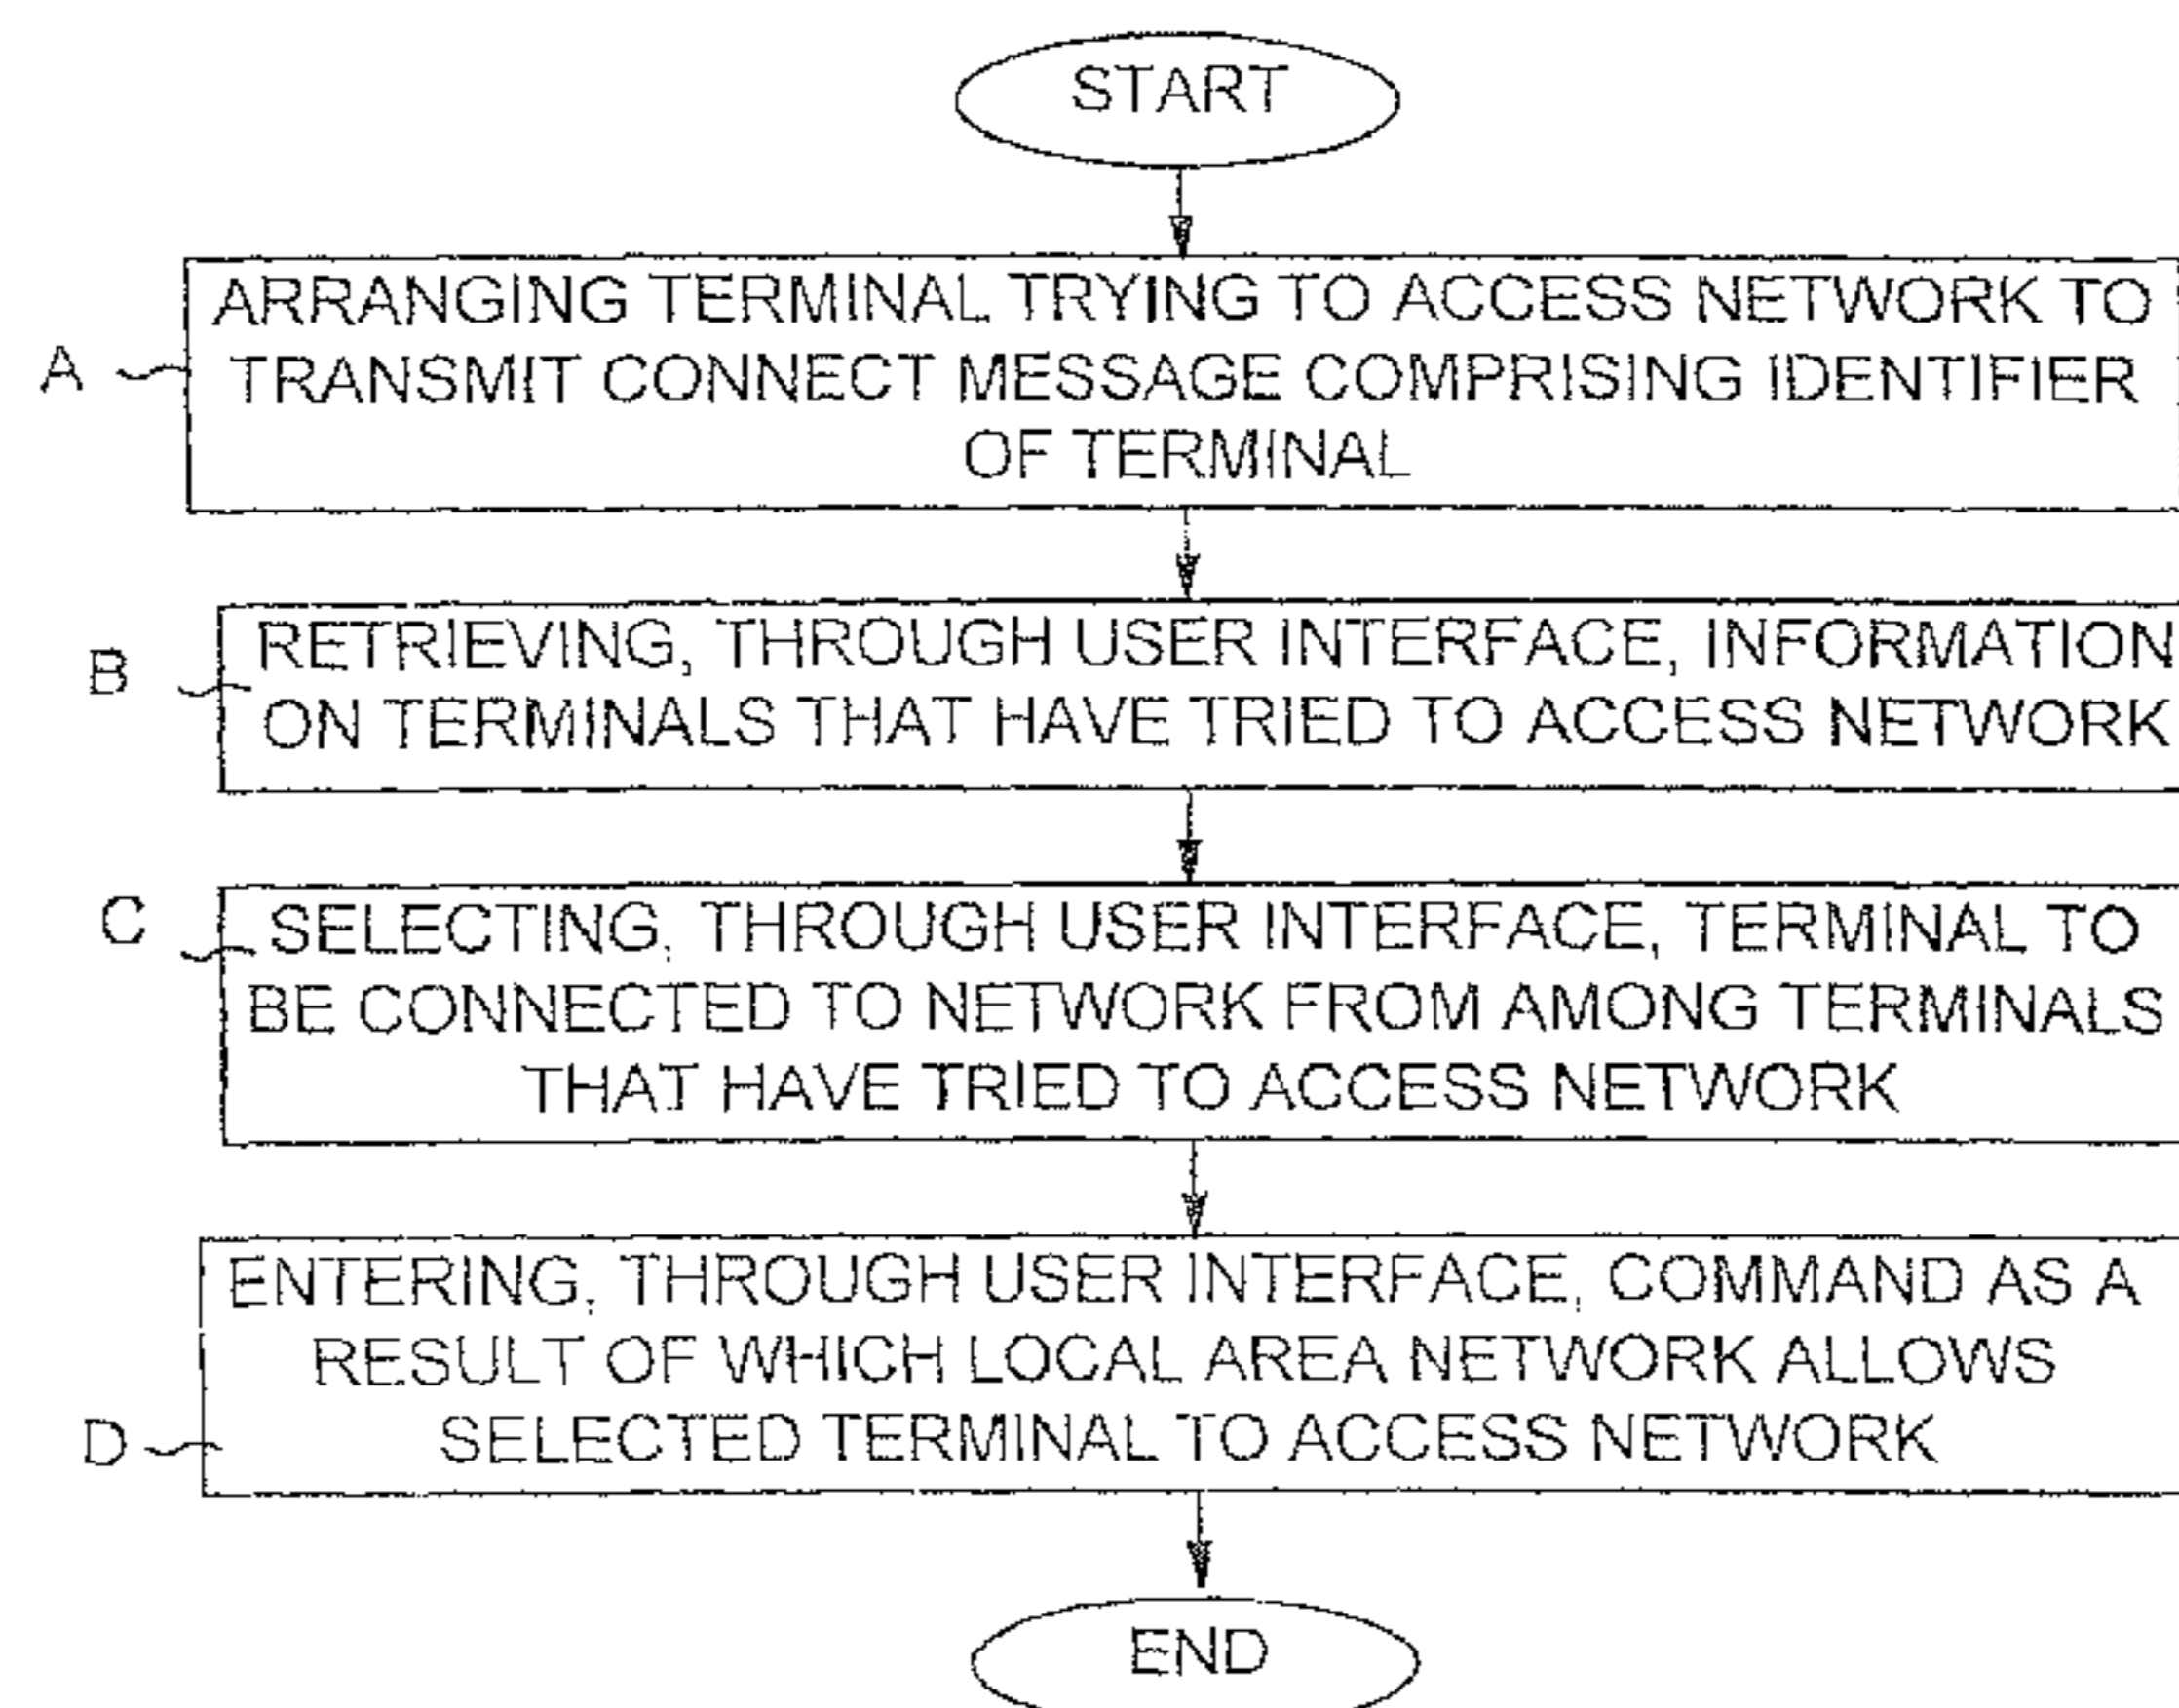 START
ARRANGING TERMINAL TRYING TO ACCESS NETWORK TO
A
TRANSMIT CONNECT MESSAGE COMPRISING IDENTIFIER
OF TERMINAL
B
RETRIEVING, THROUGH USER INTERFACE, INFORMATION
ON TERMINALS THAT HAVE TRIED TO ACCESS NETWORK
C
SELECTING, THROUGH USER INTERFACE, TERMINAL TO
BE CONNECTED TO NETWORK FROM AMONG TERMINALS
THAT HAVE TRIED TO ACCESS NETWORK
ENTERING, THROUGH USER INTERFACE, COMMAND AS A
RESULT OF WHICH LOCAL AREA NETWORK ALLOWS
D
SELECTED TERMINAL TO ACCESS NETWORK
END